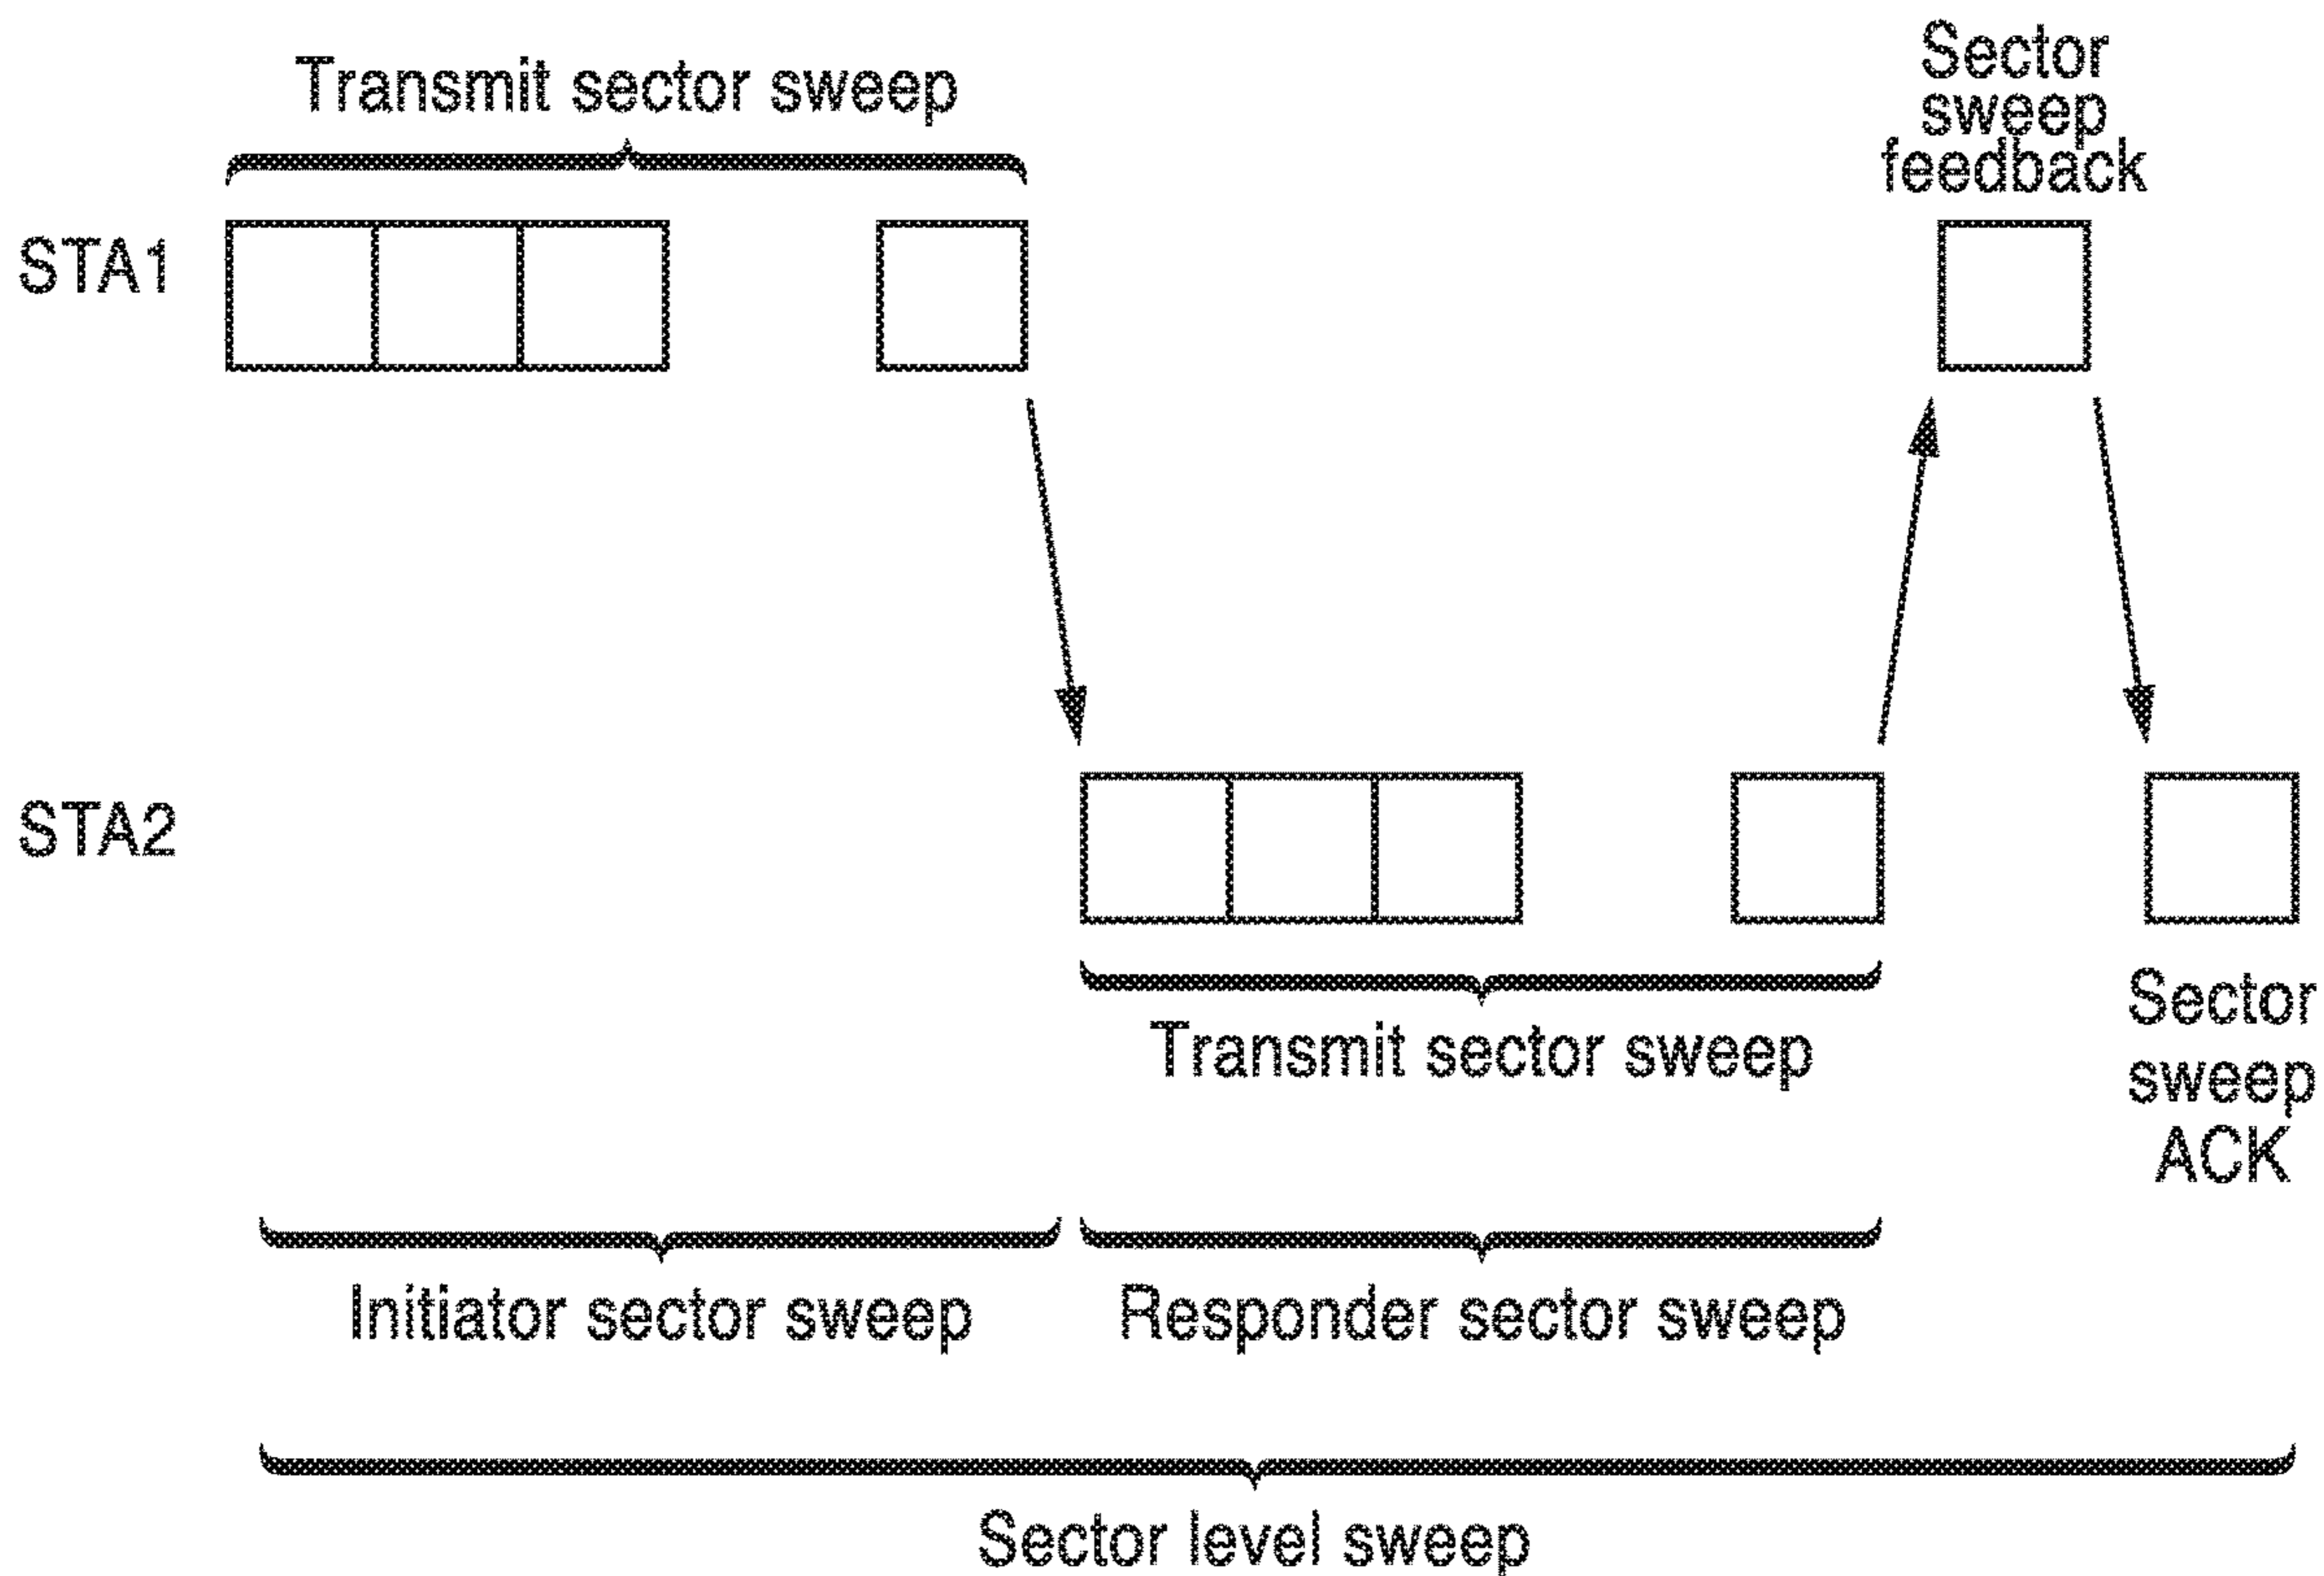 Transmit sector sweep
Sector
sweep
feedback
STA1
STA2
Transmit sector sweep
Sector
sweep
ACK
Initiator sector sweep
Responder sector sweep
Sector level sweep